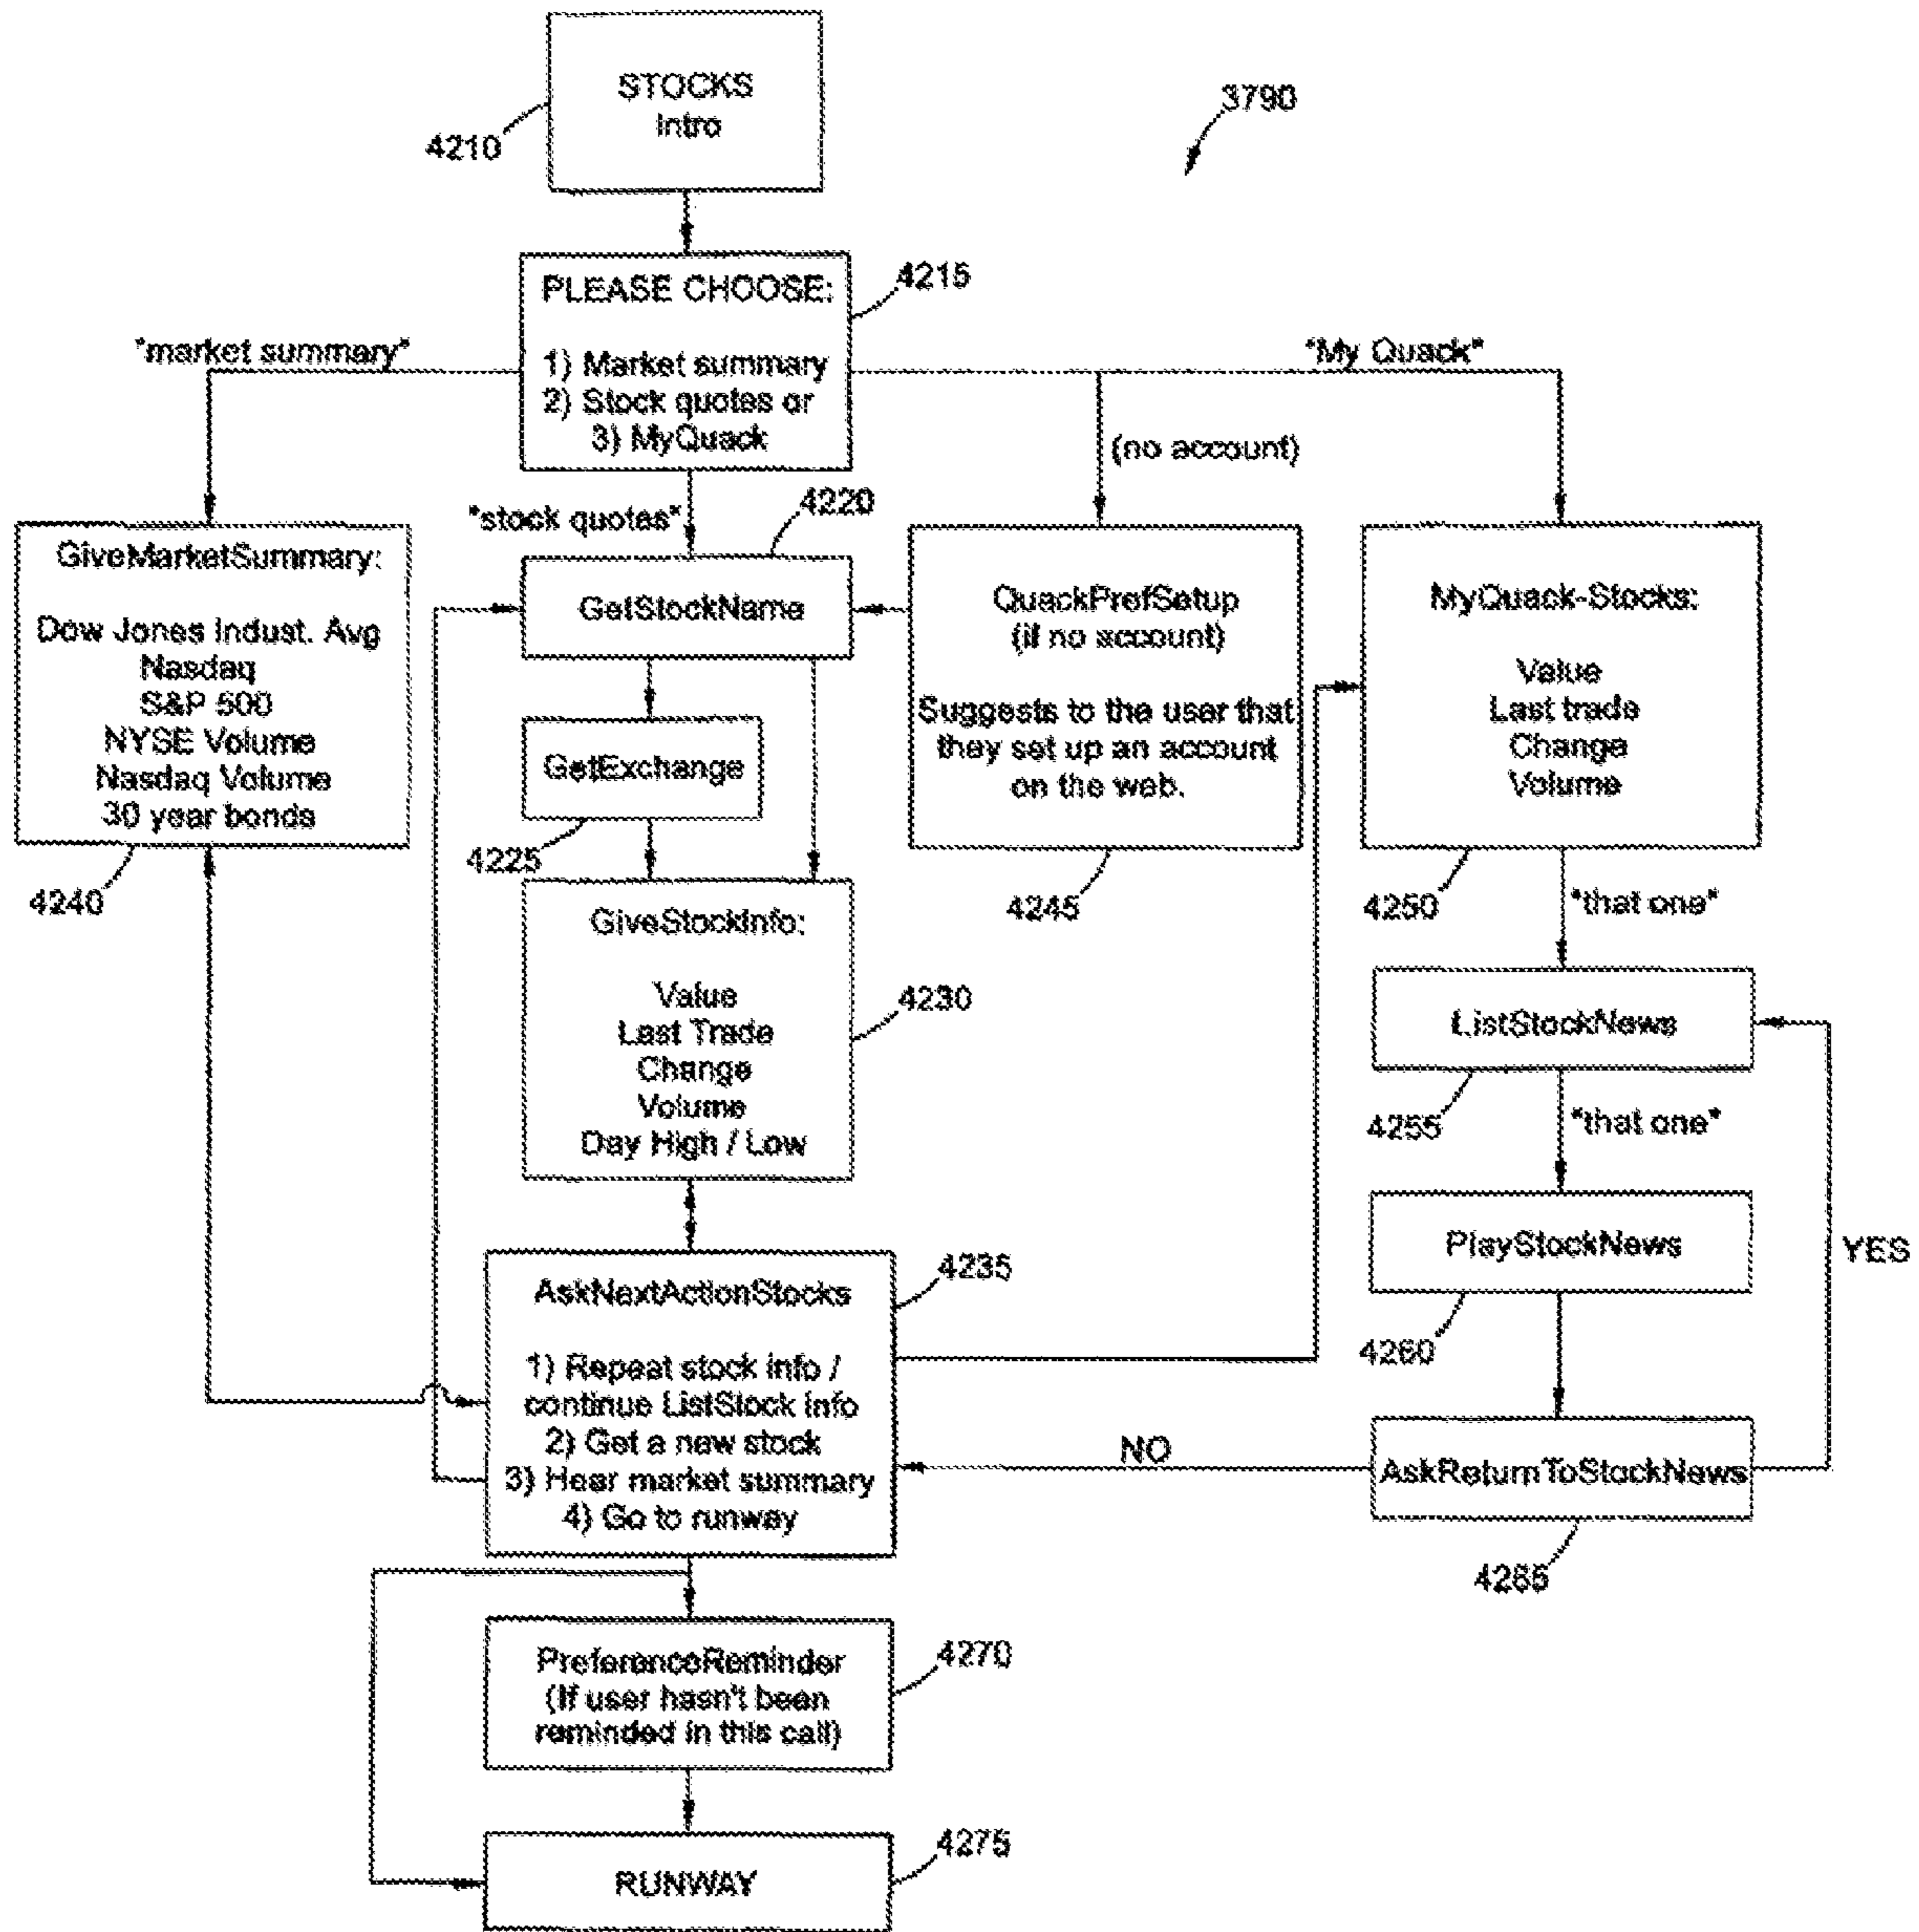 STOCKS
Intro
4210
3790
PLEASE CHOOSE:
1) Market summary
2) Stock quotes or
3) MyQuack
4215
"market summary"
"My Quack"
(no account)
"stock quotes"
4220
GiveMarketSummary:
Dow Jones Indust. Avg
Nasdaq
S&P 500
NYSE Volume
Nasdaq Volume
30 year bonds
4240
GetStockName
GetExchange
4225
QuackPrefSetup
(if no account)
Suggests to the user that
they set up an account
on the web.
4245
MyQuack-Stocks:
Value
Last trade
Change
Volume
4250
"that one"
GiveStockInfo:
Value
Last Trade
Change
Volume
Day High / Low
4230
ListStockNews
4255
"that one"
PlayStockNews
4260
YES
AskNextActionStocks
1) Repeat stock info /
continue ListStock info
2) Get a new stock
3) Hear market summary
4) Go to runway
4235
NO
AskReturnToStockNews
4265
PreferenceReminder
(If user hasn't been
reminded in this call)
4270
RUNWAY
4275